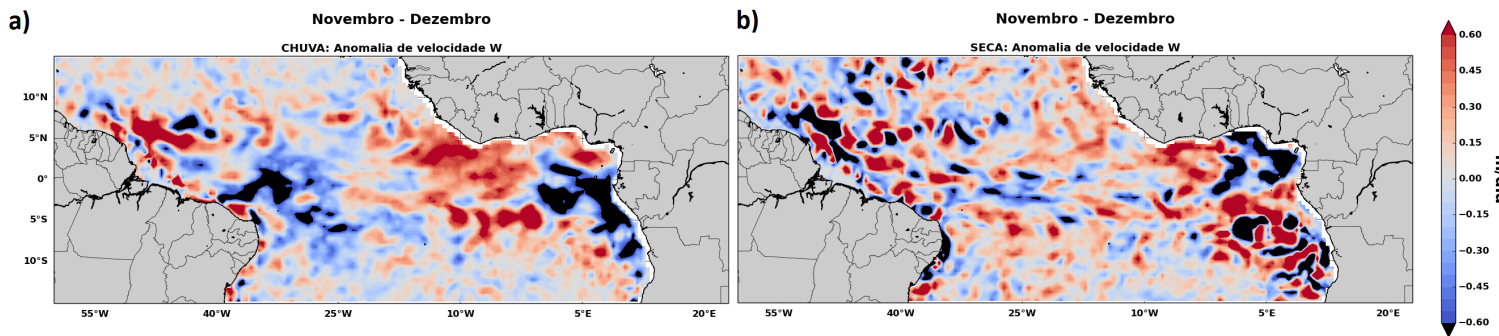 a)
Novembro - Dezembro
CHUVA: Anomalia de velocidade W
10°N
5°N
0°
5°S
10°S
55°W
40°W
25°W
10°W
5°E
20°E
b)
Novembro - Dezembro
SECA: Anomalia de velocidade W
55°W
40°W
25°W
10°W
5°E
20°E
0.60
0.45
0.30
0.15
0.00
−0.15
−0.30
−0.45
−0.60